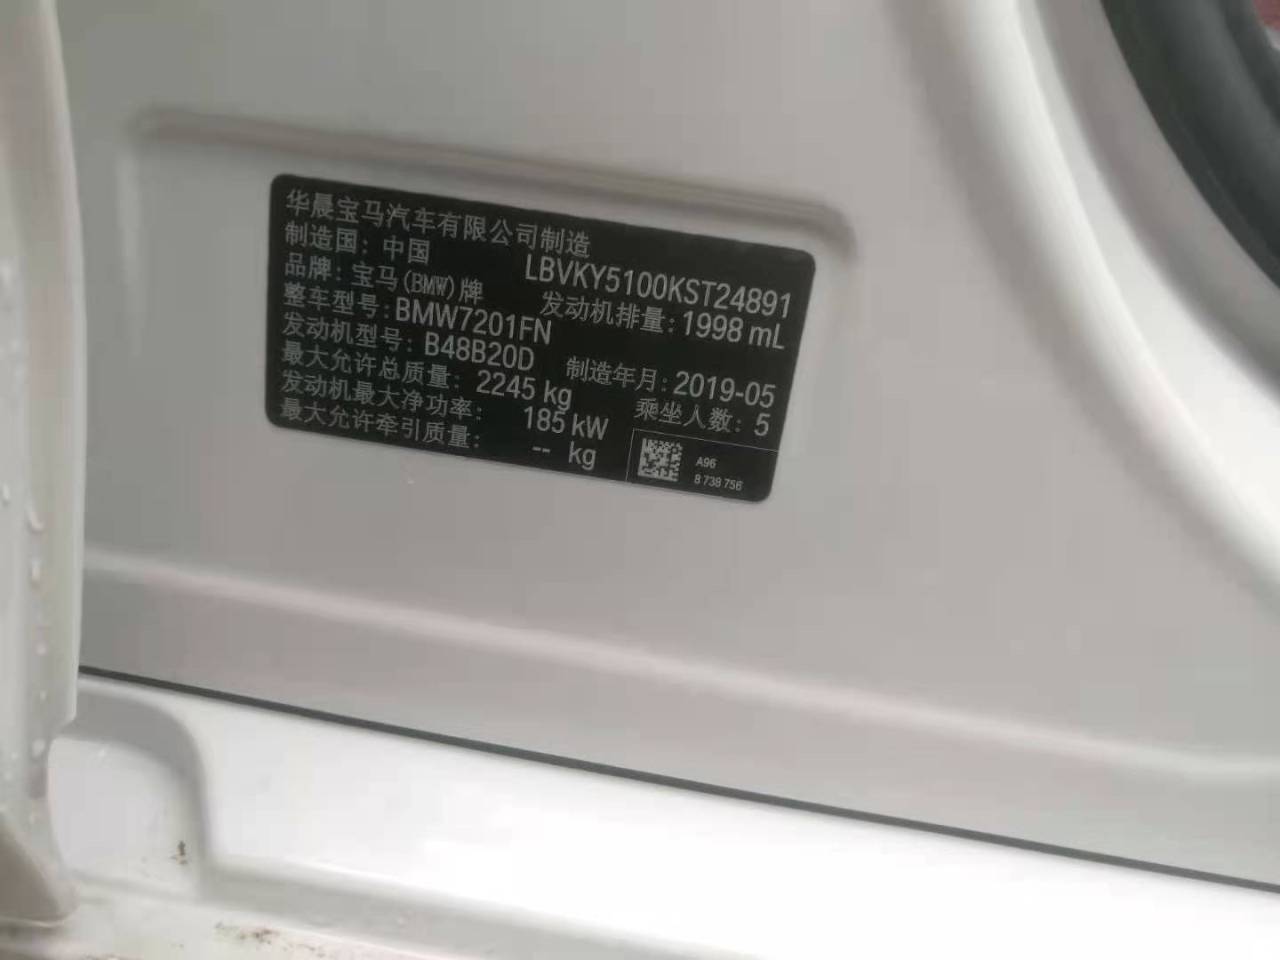 华晨宝马汽车有限公司制造
制造国：中国 LBVKY5100KST24891
品牌：宝马(BMW)牌 发动机排量：1998 mL
整车型号：BMW7201FN
发动机型号：B48B20D 制造年月：2019-05
最大允许总质量：2245 kg 乘坐人数：5
发动机最大净功率：185 kW
最大允许牵引质量：-- kg
A96
8 738 756